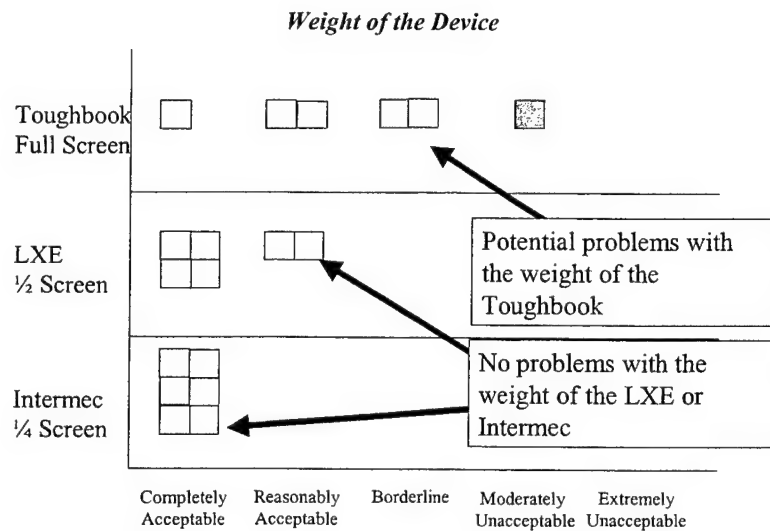 Weight of the Device
Toughbook
Full Screen
Potential problems with
the weight of the
Toughbook
LXE
½ Screen
No problems with the
weight of the LXE or
Intermec
Intermec
¼ Screen
Completely
Acceptable
Reasonably
Acceptable
Borderline
Moderately
Unacceptable
Extremely
Unacceptable